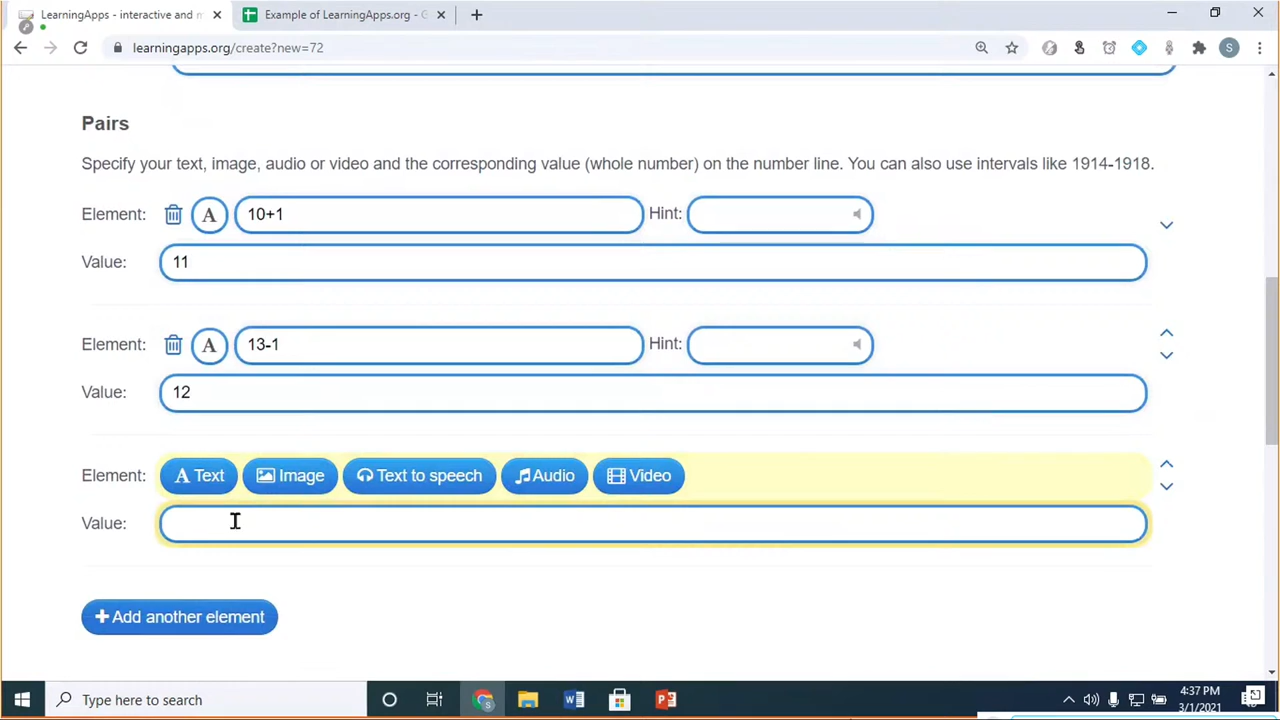 LearningApps - interactive and m
Example of LearningApps.org - G
learningapps.org/create?new=72
S
Pairs
Specify your text, image, audio or video and the corresponding value (whole number) on the number line. You can also use intervals like 1914-1918.
Element: A 10+1 Hint:
Value: 11
Element: A 13-1 Hint:
Value: 12
Element: A Text Image Text to speech Audio Video
Value:
+ Add another element
Type here to search
4:37 PM
3/1/2021